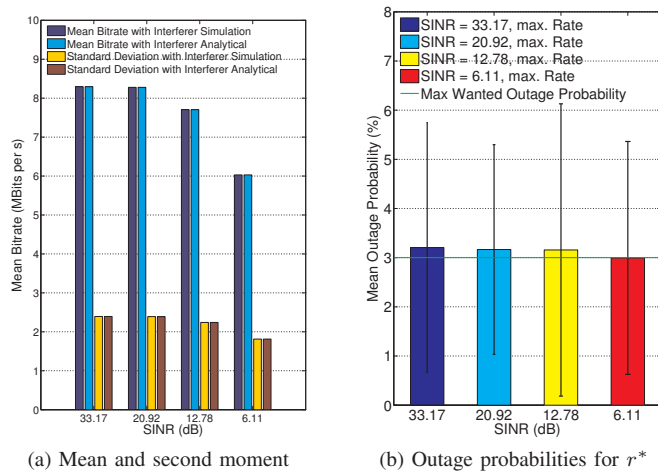 10
9
8
7
6
5
4
3
2
1
0
Mean Bitrate (MBits per s)
Mean Bitrate with Interferer Simulation
Mean Bitrate with Interferer Analytical
Standard Deviation with Interferer Simulation
Standard Deviation with Interferer Analytical
33.17 20.92 12.78 6.11
SINR (dB)
(a) Mean and second moment
8
7
6
5
4
3
2
1
0
Mean Outage Probability (%)
SINR = 33.17, max. Rate
SINR = 20.92, max. Rate
SINR = 12.78, max. Rate
SINR = 6.11, max. Rate
Max Wanted Outage Probability
33.17 20.92 12.78 6.11
SINR (dB)
(b) Outage probabilities for r*